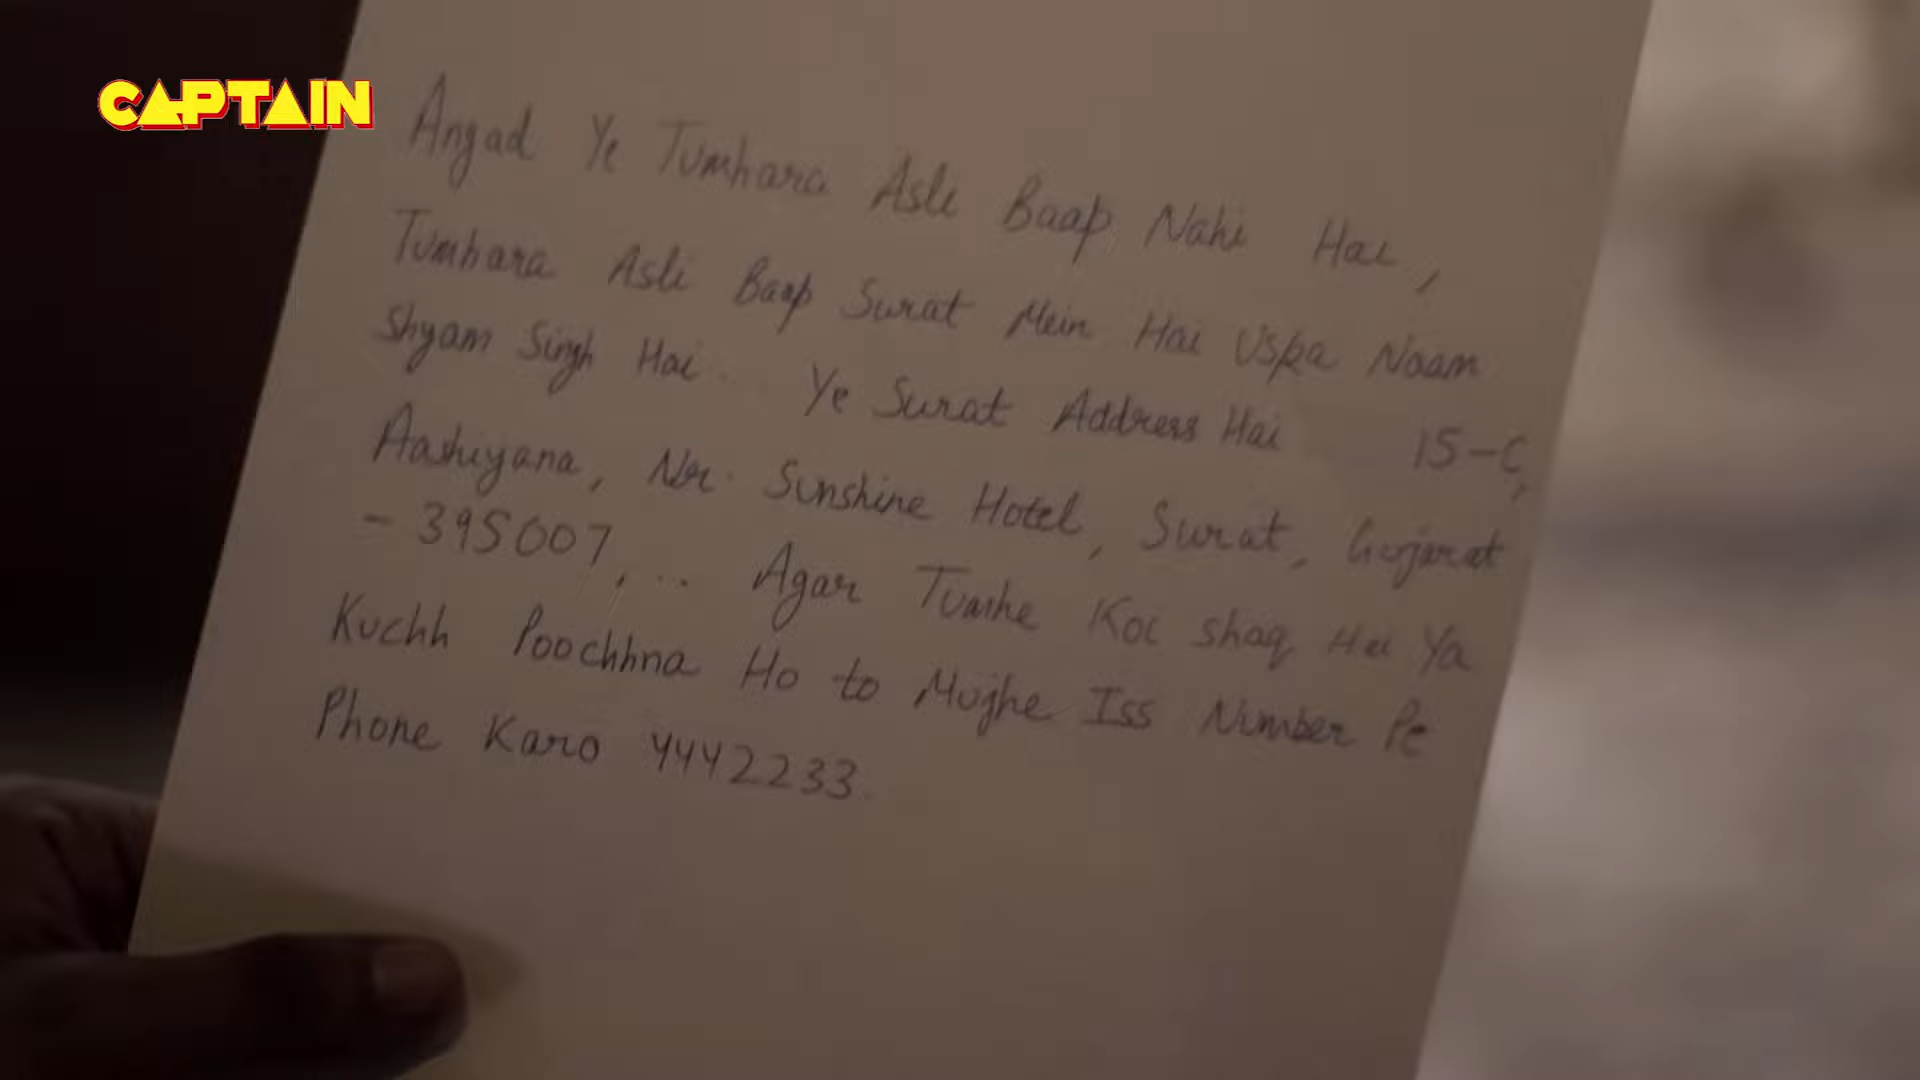 CAPTAIN
Angad Ye Tumhara Asli Baap Nahi Hai,
Tumhara Asli Baap Surat Mein Hai Uska Naam
Shyam Singh Hai.... Ye Surat Address Hai 15-C,
Aashiyana, Nr. Sunshine Hotel, Surat, Gujarat
- 395007, .. Agar Tumhe Koi Shaq Hai Ya
Kuchh Poochhna Ho to Mujhe Iss Number Pe
Phone Karo 4442233.